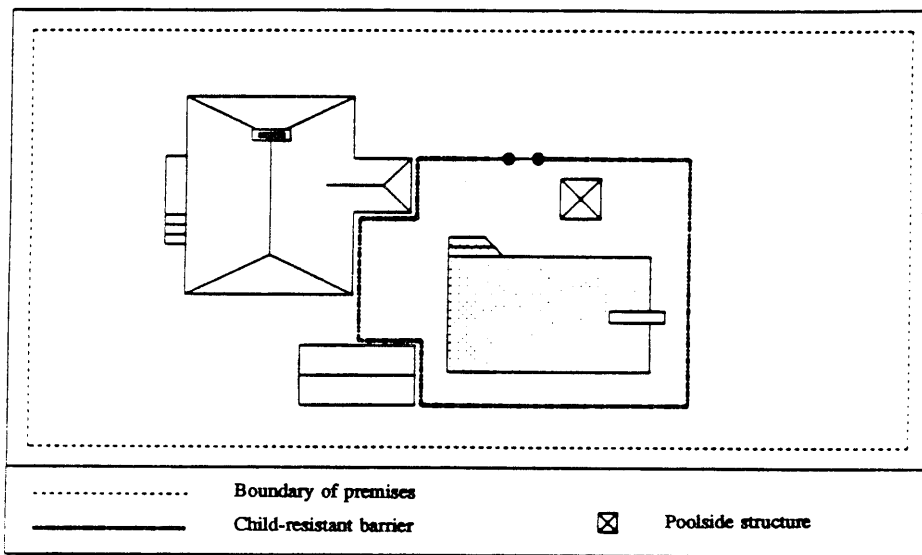 Boundary of premises
Child-resistant barrier
Poolside structure